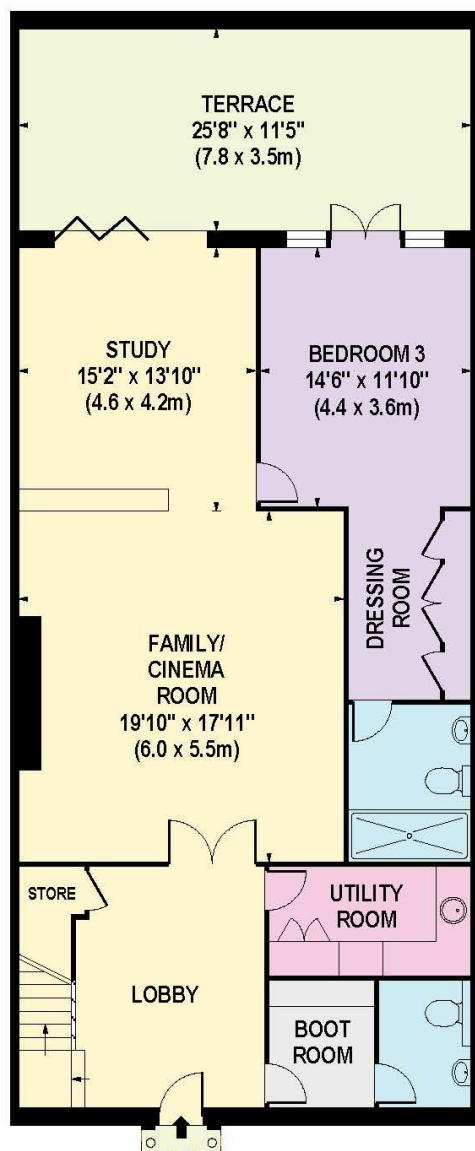 TERRACE
25'8" x 11'5"
(7.8 x 3.5m)
STUDY
15'2" x 13'10"
(4.6 x 4.2m)
BEDROOM 3
14'6" x 11'10"
(4.4 x 3.6m)
DRESSING
ROOM
FAMILY/
CINEMA
ROOM
19'10" x 17'11"
(6.0 x 5.5m)
STORE
UTILITY
ROOM
LOBBY
BOOT
ROOM